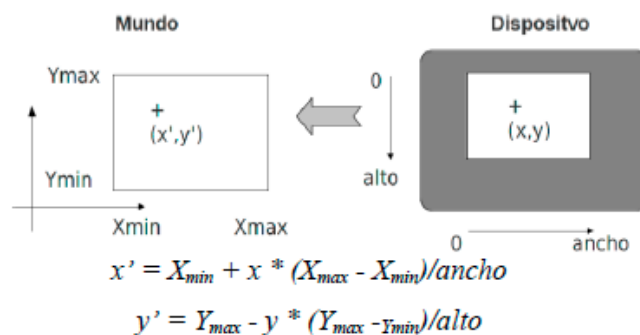 Mundo
Dispositvo
Ymax
0
+
(x',y')
+
(x,y)
Ymin
alto
Xmin
Xmax
0
ancho
x’ = Xmin + x * (Xmax - Xmin)/ancho
y’ = Ymax - y * (Ymax -Ymin)/alto